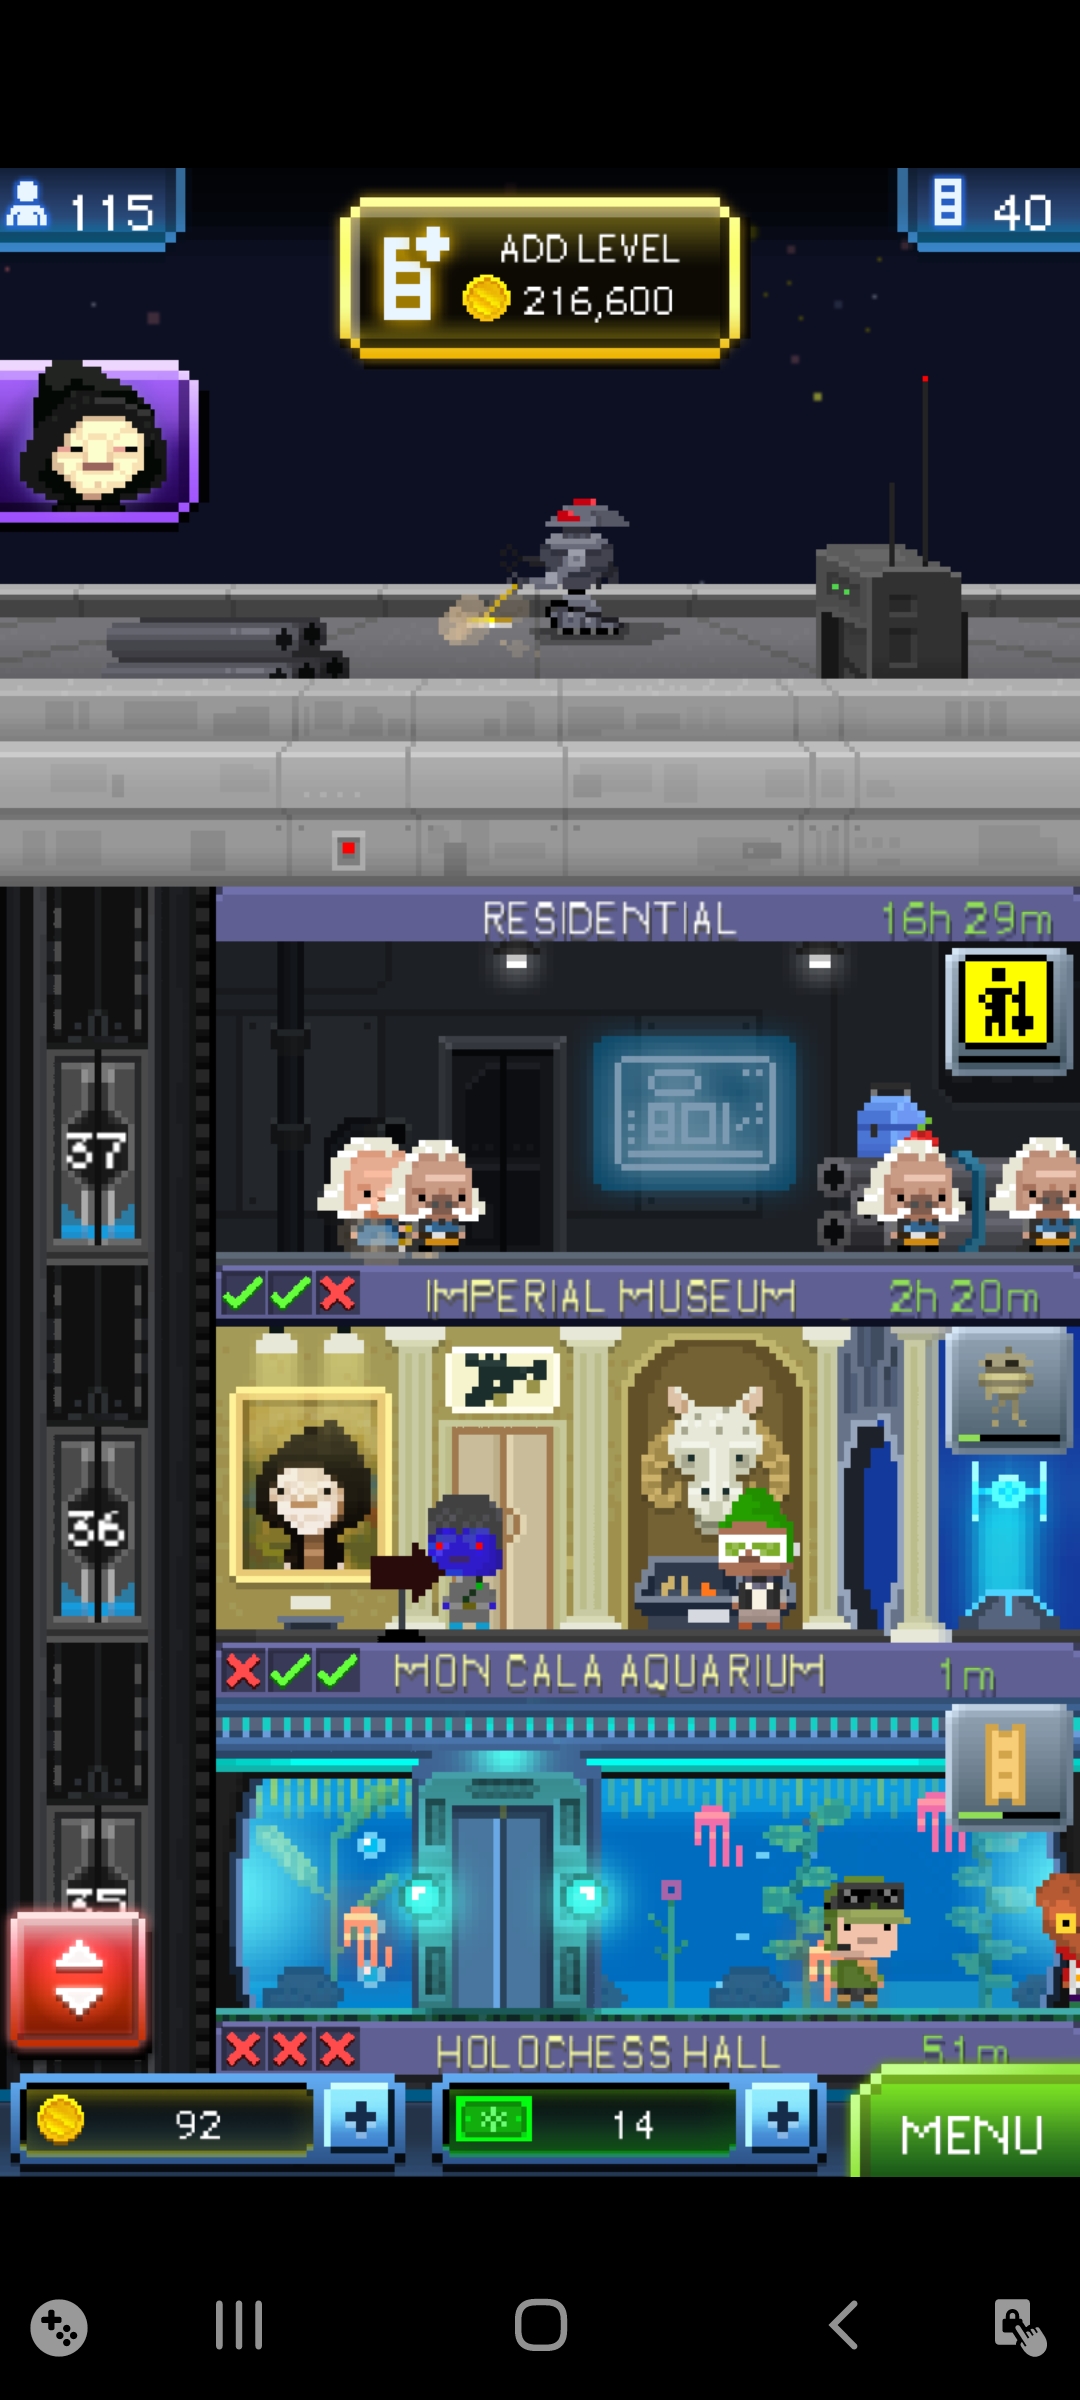 115
ADD LEVEL
216,600
40
RESIDENTIAL
16h 29m
37
IMPERIAL MUSEUM
2h 20m
36
MON CALA AQUARIUM
1m
35
HOLOCHESS HALL
51m
92
14
MENU